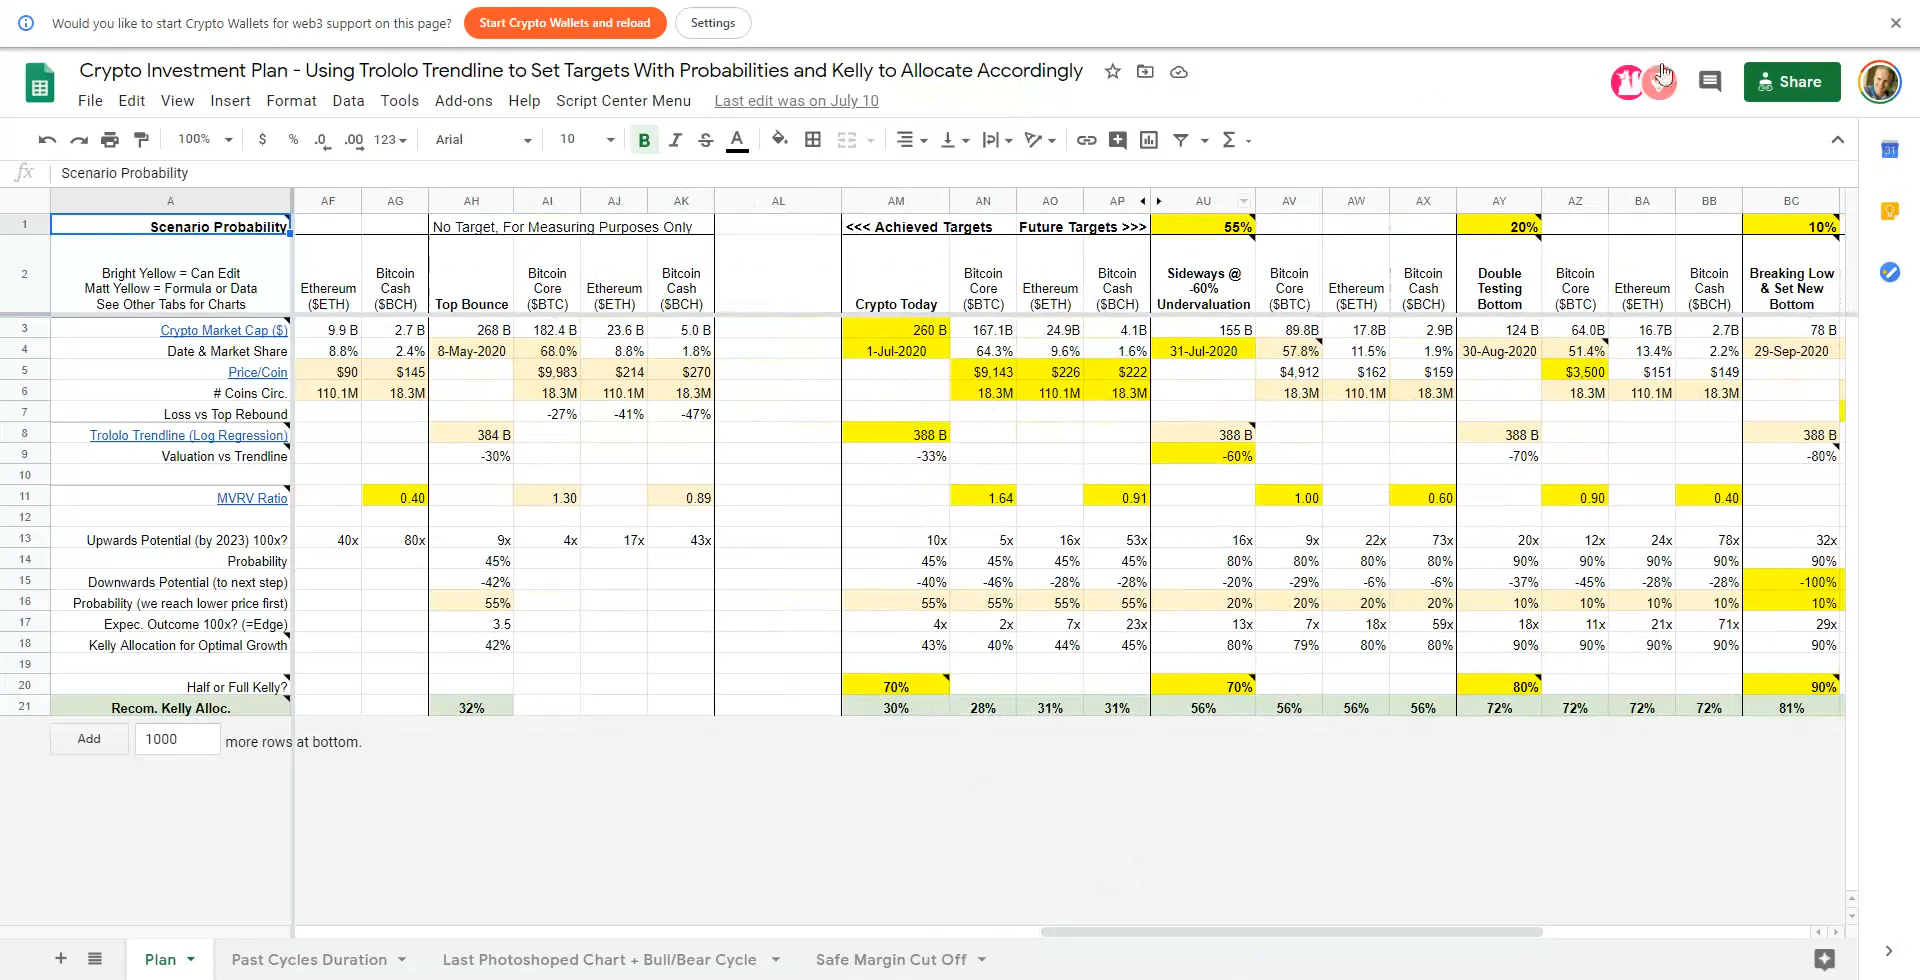 Would you like to start Crypto Wallets for web3 support on this page? Start Crypto Wallets and reload Settings
Crypto Investment Plan - Using Trololo Trendline to Set Targets With Probabilities and Kelly to Allocate Accordingly
File Edit View Insert Format Data Tools Add-ons Help Script Center Menu Last edit was on July 10
Share
100% $ % .0 .00 123 Arial 10 B I S A
31
fx Scenario Probability
A AF AG AH AI AJ AK AL AM AN AO AP AU AV AW AX AY AZ BA BB BC
1 Scenario Probability No Target, For Measuring Purposes Only <<< Achieved Targets Future Targets >>> 55% 20% 10%
2 Bright Yellow = Can Edit
Matt Yellow = Formula or Data
See Other Tabs for Charts
Ethereum
($ETH)
Bitcoin
Cash
($BCH)
Top Bounce
Bitcoin
Core
($BTC)
Ethereum
($ETH)
Bitcoin
Cash
($BCH)
Crypto Today
Bitcoin
Core
($BTC)
Ethereum
($ETH)
Bitcoin
Cash
($BCH)
Sideways @
-60%
Undervaluation
Bitcoin
Core
($BTC)
Ethereum
($ETH)
Bitcoin
Cash
($BCH)
Double
Testing
Bottom
Bitcoin
Core
($BTC)
Ethereum
($ETH)
Bitcoin
Cash
($BCH)
Breaking Low
& Set New
Bottom
3 Crypto Market Cap ($) 9.9 B 2.7 B 268 B 182.4 B 23.6 B 5.0 B 260 B 167.1B 24.9B 4.1B 155 B 89.8B 17.8B 2.9B 124 B 64.0B 16.7B 2.7B 78 B
4 Date & Market Share 8.8% 2.4% 8-May-2020 68.0% 8.8% 1.8% 1-Jul-2020 64.3% 9.6% 1.6% 31-Jul-2020 57.8% 11.5% 1.9% 30-Aug-2020 51.4% 13.4% 2.2% 29-Sep-2020
5 Price/Coin $90 $145 $9,983 $214 $270 $9,143 $226 $222 $4,912 $162 $159 $3,500 $151 $149
6 # Coins Circ. 110.1M 18.3M 18.3M 110.1M 18.3M 18.3M 110.1M 18.3M 18.3M 110.1M 18.3M 18.3M 110.1M 18.3M
7 Loss vs Top Rebound -27% -41% -47%
8 Trololo Trendline (Log Regression) 384 B 388 B 388 B 388 B 388 B
9 Valuation vs Trendline -30% -33% -60% -70% -80%
10
11 MVRV Ratio 0.40 1.30 0.89 1.64 0.91 1.00 0.60 0.90 0.40
12
13 Upwards Potential (by 2023) 100x? 40x 80x 9x 4x 17x 43x 10x 5x 16x 53x 16x 9x 22x 73x 20x 12x 24x 78x 32x
14 Probability 45% 45% 45% 45% 45% 80% 80% 80% 80% 90% 90% 90% 90% 90%
15 Downwards Potential (to next step) -42% -40% -46% -28% -28% -20% -29% -6% -6% -37% -45% -28% -28% -100%
16 Probability (we reach lower price first) 55% 55% 55% 55% 55% 20% 20% 20% 20% 10% 10% 10% 10% 10%
17 Expec. Outcome 100x? (=Edge) 3.5 4x 2x 7x 23x 13x 7x 18x 59x 18x 11x 21x 71x 29x
18 Kelly Allocation for Optimal Growth 42% 43% 40% 44% 45% 80% 79% 80% 80% 90% 90% 90% 90% 90%
19
20 Half or Full Kelly? 70% 70% 80% 90%
21 Recom. Kelly Alloc. 32% 30% 28% 31% 31% 56% 56% 56% 56% 72% 72% 72% 72% 81%
Add 1000 more rows at bottom.
Plan Past Cycles Duration Last Photoshoped Chart + Bull/Bear Cycle Safe Margin Cut Off